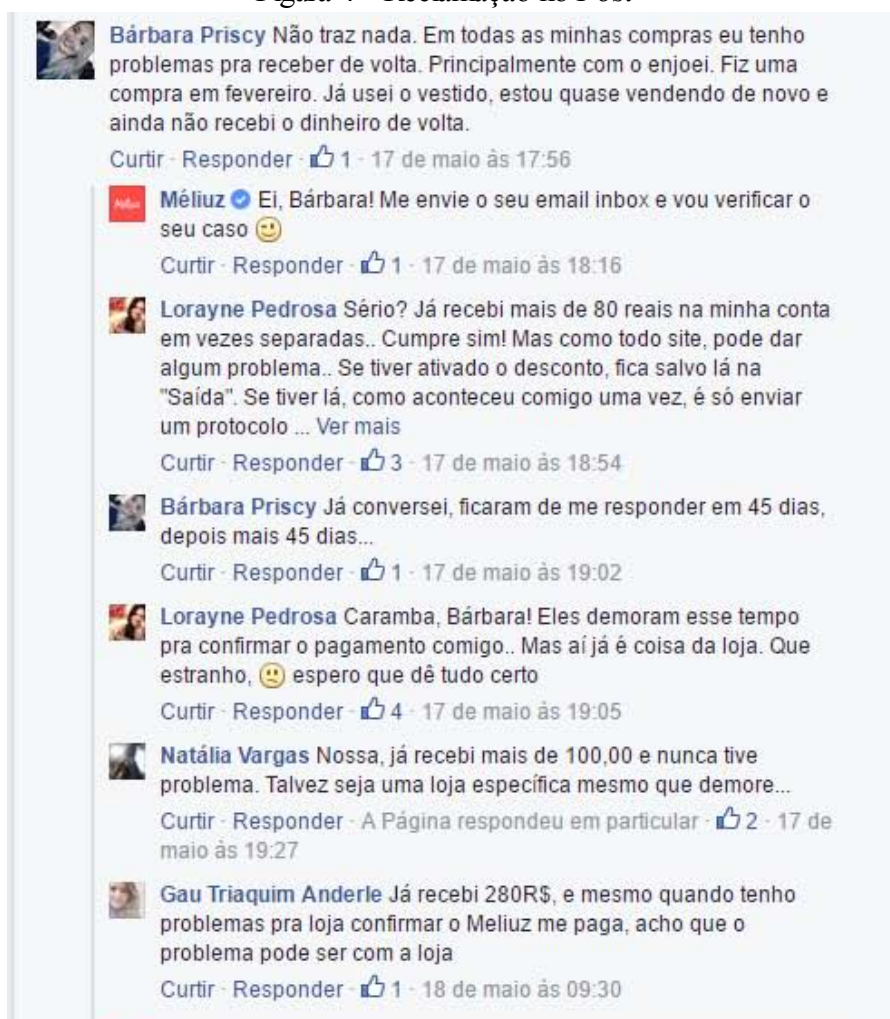 Bárbara Priscy Não traz nada. Em todas as minhas compras eu tenho
problemas pra receber de volta. Principalmente com o enjoei. Fiz uma
compra em fevereiro. Já usei o vestido, estou quase vendendo de novo e
ainda não recebi o dinheiro de volta.
Curtir · Responder · 1 · 17 de maio às 17:56
Méliuz Ei, Bárbara! Me envie o seu email inbox e vou verificar o
seu caso
Curtir · Responder · 1 · 17 de maio às 18:16
Lorayne Pedrosa Sério? Já recebi mais de 80 reais na minha conta
em vezes separadas.. Cumpre sim! Mas como todo site, pode dar
algum problema.. Se tiver ativado o desconto, fica salvo lá na
"Saída". Se tiver lá, como aconteceu comigo uma vez, é só enviar
um protocolo ... Ver mais
Curtir · Responder · 3 · 17 de maio às 18:54
Bárbara Priscy Já conversei, ficaram de me responder em 45 dias,
depois mais 45 dias...
Curtir · Responder · 1 · 17 de maio às 19:02
Lorayne Pedrosa Caramba, Bárbara! Eles demoram esse tempo
pra confirmar o pagamento comigo.. Mas aí já é coisa da loja. Que
estranho, espero que dê tudo certo
Curtir · Responder · 4 · 17 de maio às 19:05
Natália Vargas Nossa, já recebi mais de 100,00 e nunca tive
problema. Talvez seja uma loja específica mesmo que demore...
Curtir · Responder · A Página respondeu em particular · 2 · 17 de
maio às 19:27
Gau Triaquim Anderle Já recebi 280R$, e mesmo quando tenho
problemas pra loja confirmar o Meliuz me paga, acho que o
problema pode ser com a loja
Curtir · Responder · 1 · 18 de maio às 09:30